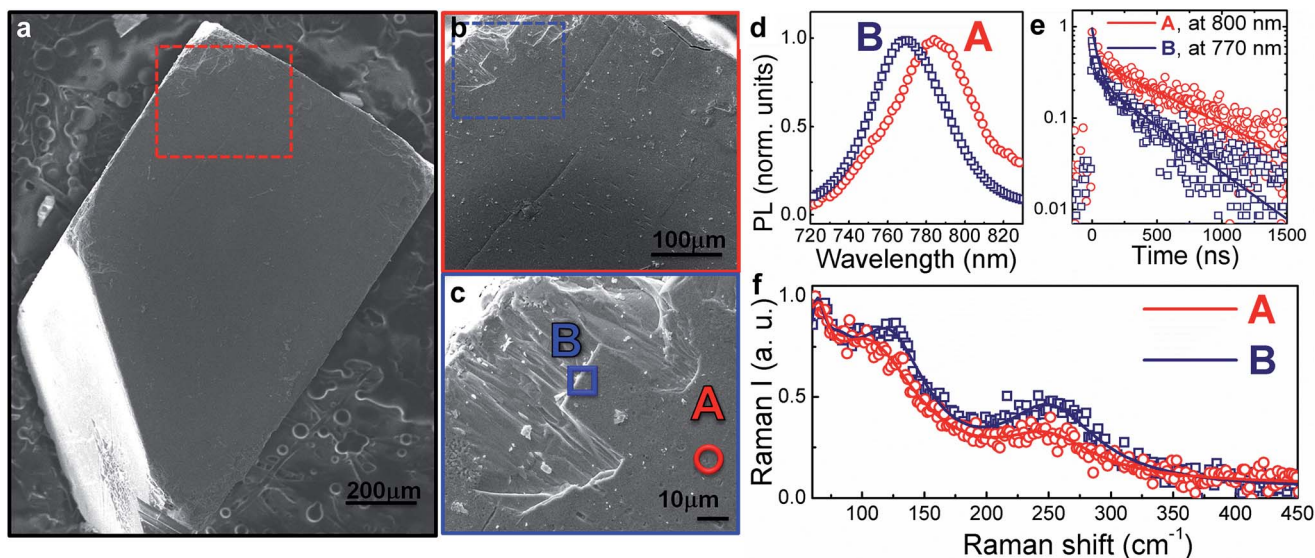 a
200μm
b
100μm
c
B
A
10μm
d
B
A
PL (norm. units)
1.0
0.5
0.0
720 740 760 780 800 820
Wavelength (nm)
e
A, at 800 nm
B, at 770 nm
1
0.1
0.01
0 500 1000 1500
Time (ns)
f
A
B
Raman I (a. u.)
1.0
0.5
0.0
100 150 200 250 300 350 400 450
Raman shift (cm⁻¹)